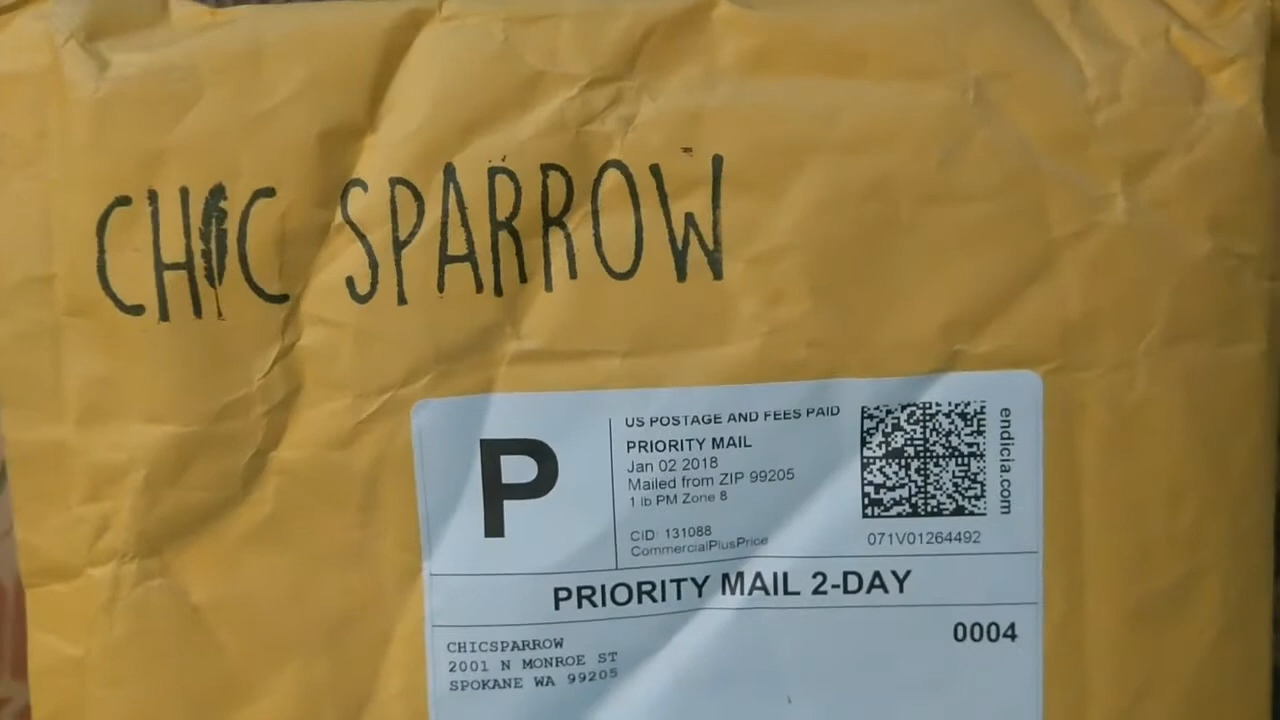 CHIC SPARROW
P
US POSTAGE AND FEES PAID
PRIORITY MAIL
Jan 02 2018
Mailed from ZIP 99205
1 lb PM Zone 8
CID: 131088
CommercialPlusPrice
endicia.com
071V01264492
PRIORITY MAIL 2-DAY
0004
CHICSPARROW
2001 N MONROE ST
SPOKANE WA 99205